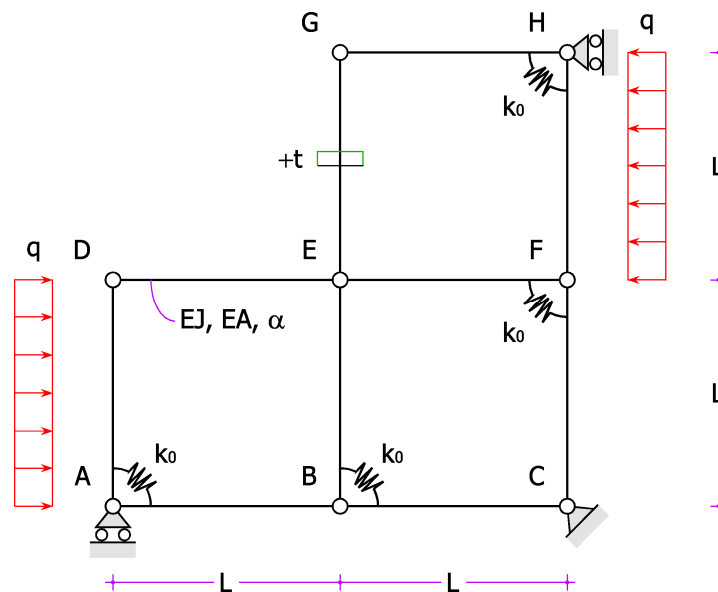 G H q
k₀
+t
L
q D E F
EJ, EA, α
k₀
L
A k₀ B k₀ C
L L